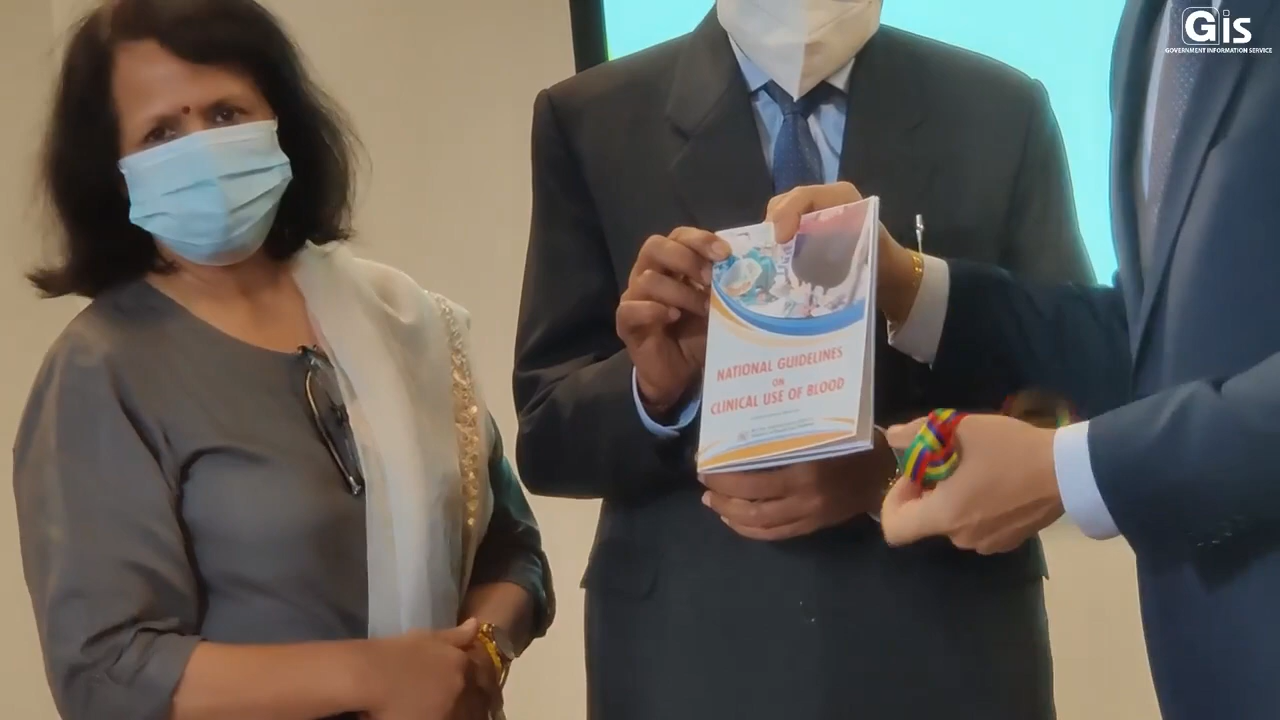 Gis
GOVERNMENT INFORMATION SERVICE
NATIONAL GUIDELINES
ON
CLINICAL USE OF BLOOD